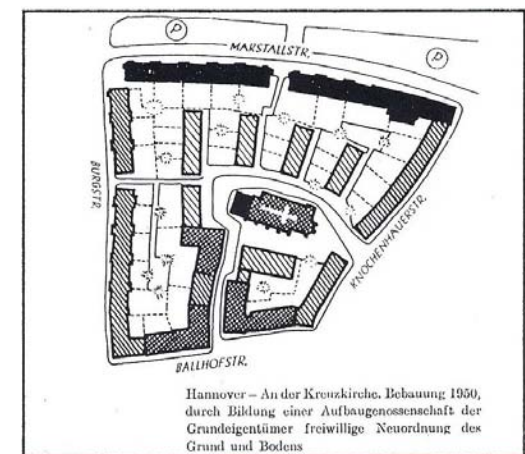 P
MARSTALLSTR.
P
BURGSTR.
KNOCHENHAUERSTR.
BALLHOFSTR.
Hannover – An der Kreuzkirche. Bebauung 1950,
durch Bildung einer Aufbaugenossenschaft der
Grundeigentümer freiwillige Neuordnung des
Grund und Bodens